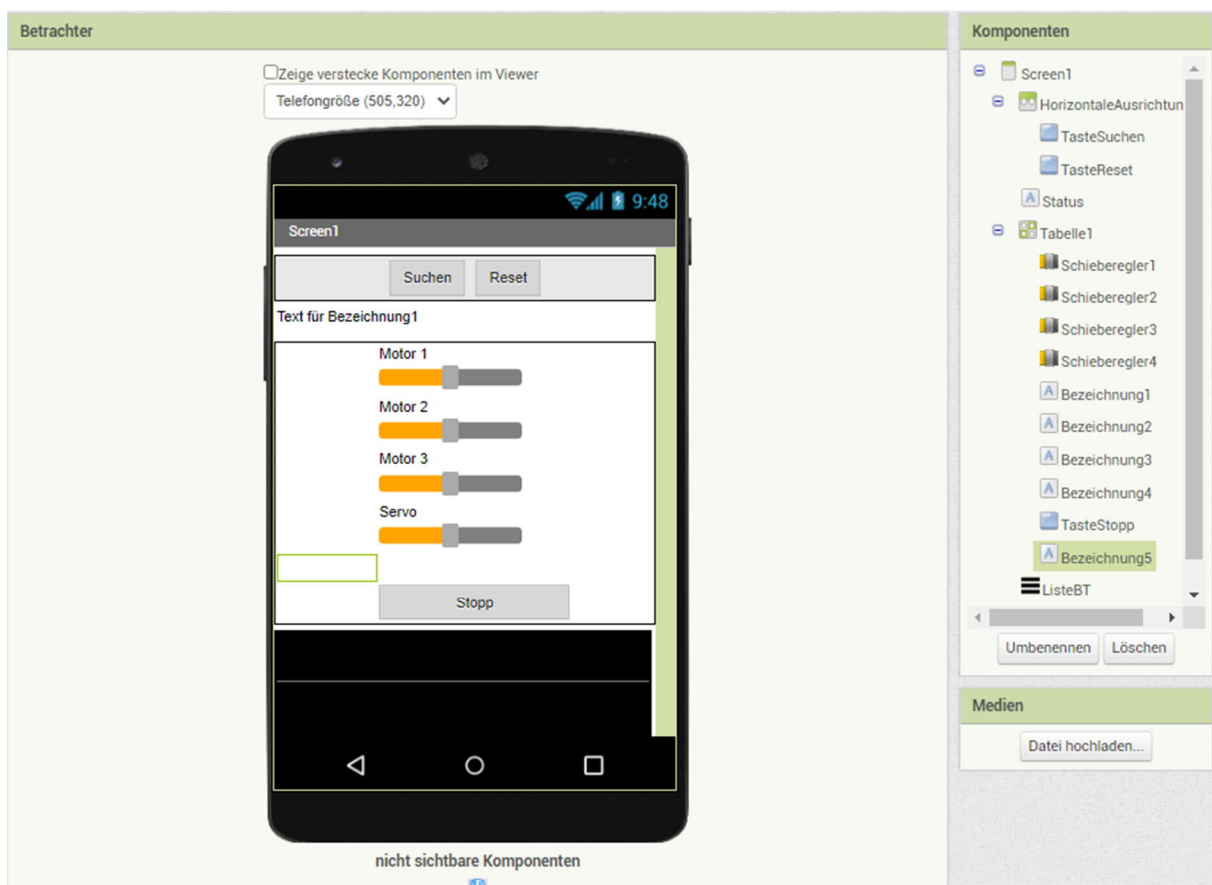 Betrachter
Zeige verstecke Komponenten im Viewer
Telefongröße (505,320)
9:48
Screen1
Suchen Reset
Text für Bezeichnung1
Motor 1
Motor 2
Motor 3
Servo
Stopp
nicht sichtbare Komponenten
Komponenten
Screen1
HorizontaleAusrichtun
TasteSuchen
TasteReset
Status
Tabelle1
Schieberegler1
Schieberegler2
Schieberegler3
Schieberegler4
Bezeichnung1
Bezeichnung2
Bezeichnung3
Bezeichnung4
TasteStopp
Bezeichnung5
ListeBT
Umbenennen Löschen
Medien
Datei hochladen...